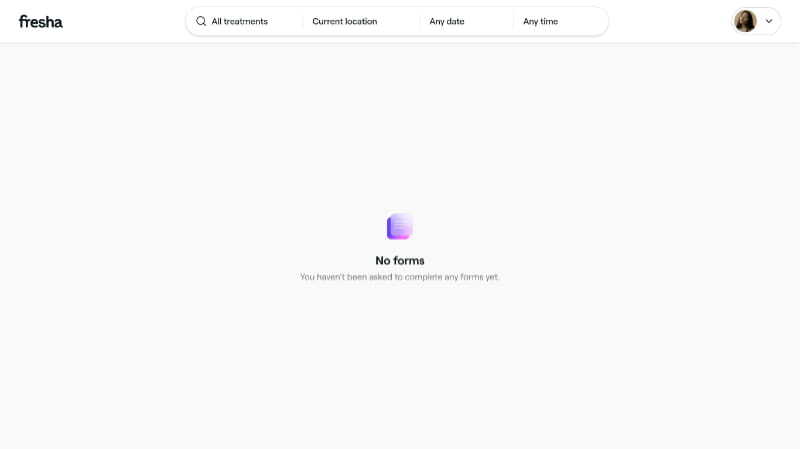 fresha
All treatments
Current location
Any date
Any time
No forms
You haven't been asked to complete any forms yet.